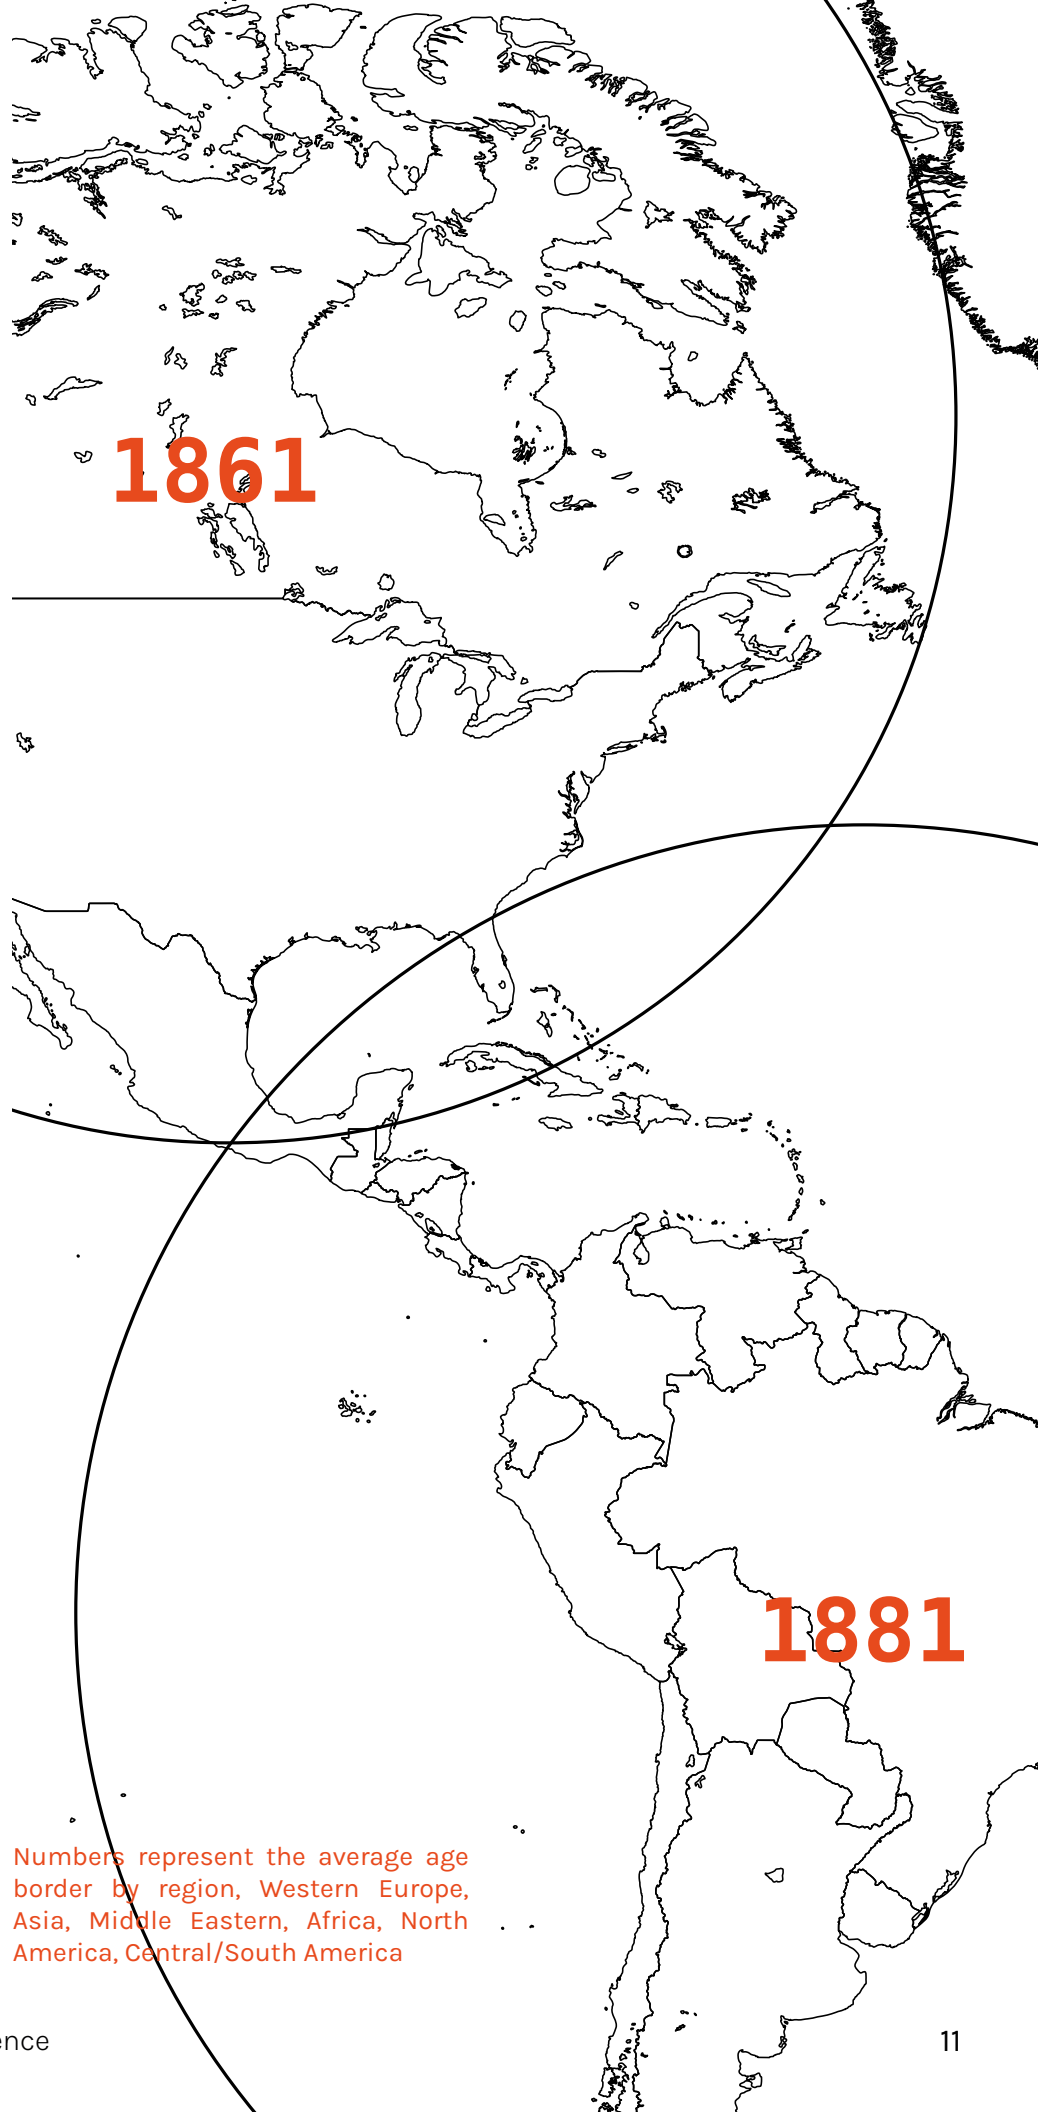 1861
1881
Numbers represent the average age
border by region, Western Europe,
Asia, Middle Eastern, Africa, North
America, Central/South America
ence
11